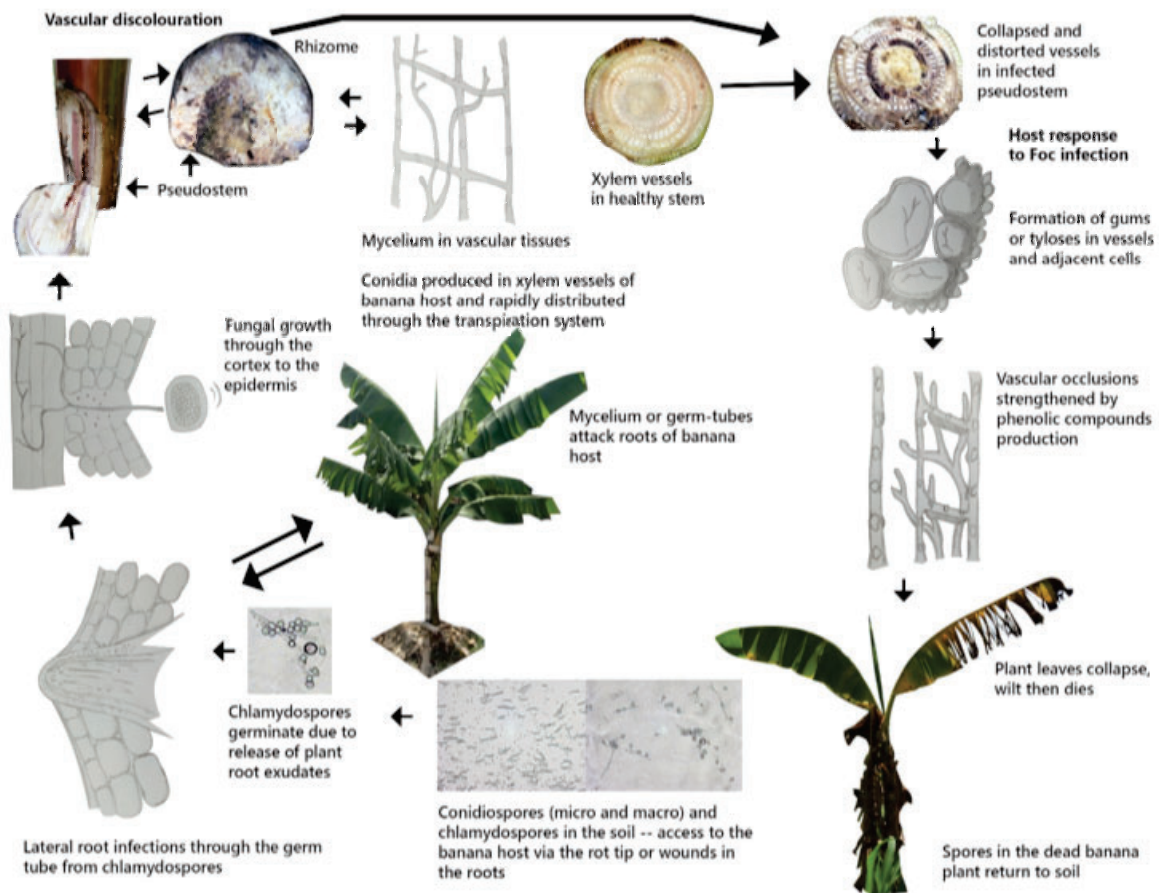 Vascular discolouration
Rhizome
Pseudostem
Mycelium in vascular tissues
Conidia produced in xylem vessels of
banana host and rapidly distributed
through the transpiration system
Xylem vessels
in healthy stem
Collapsed and
distorted vessels
in infected
pseudostem
Host response
to Foc infection
Formation of gums
or tyloses in vessels
and adjacent cells
Fungal growth
through the
cortex to the
epidermis
Mycelium or germ-tubes
attack roots of banana
host
Vascular occlusions
strengthened by
phenolic compounds
production
Plant leaves collapse,
wilt then dies
Chlamydospores
germinate due to
release of plant
root exudates
Conidiospores (micro and macro) and
chlamydospores in the soil -- access to the
banana host via the rot tip or wounds in
the roots
Lateral root infections through the germ
tube from chlamydospores
Spores in the dead banana
plant return to soil